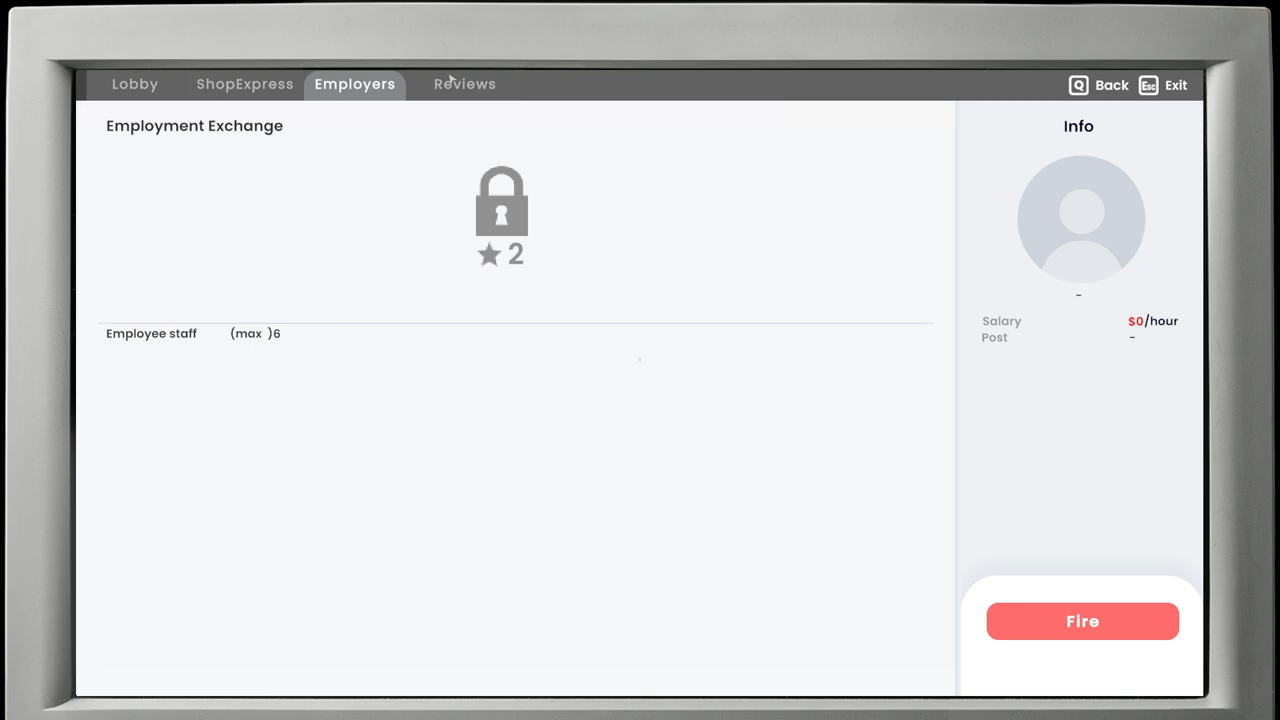 Lobby ShopExpress Employers Reviews Q Back Esc Exit
Employment Exchange
Info
2
-
Employee staff (max )6
Salary $0/hour
Post -
Fire